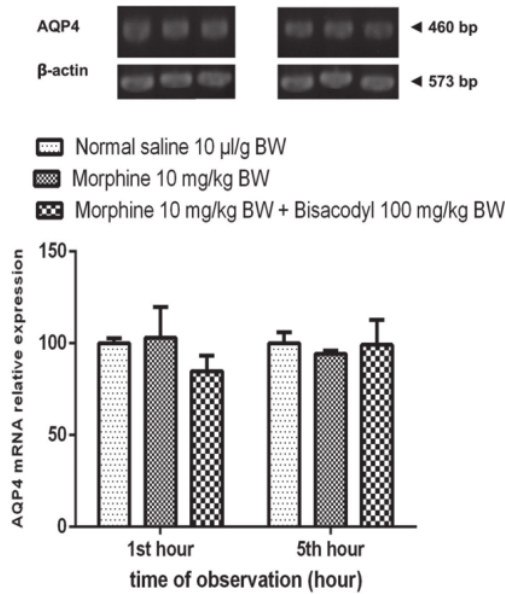 AQP4
◄ 460 bp
β-actin
◄ 573 bp
Normal saline 10 µl/g BW
Morphine 10 mg/kg BW
Morphine 10 mg/kg BW + Bisacodyl 100 mg/kg BW
AQP4 mRNA relative expression
150
100
50
0
1st hour
5th hour
time of observation (hour)